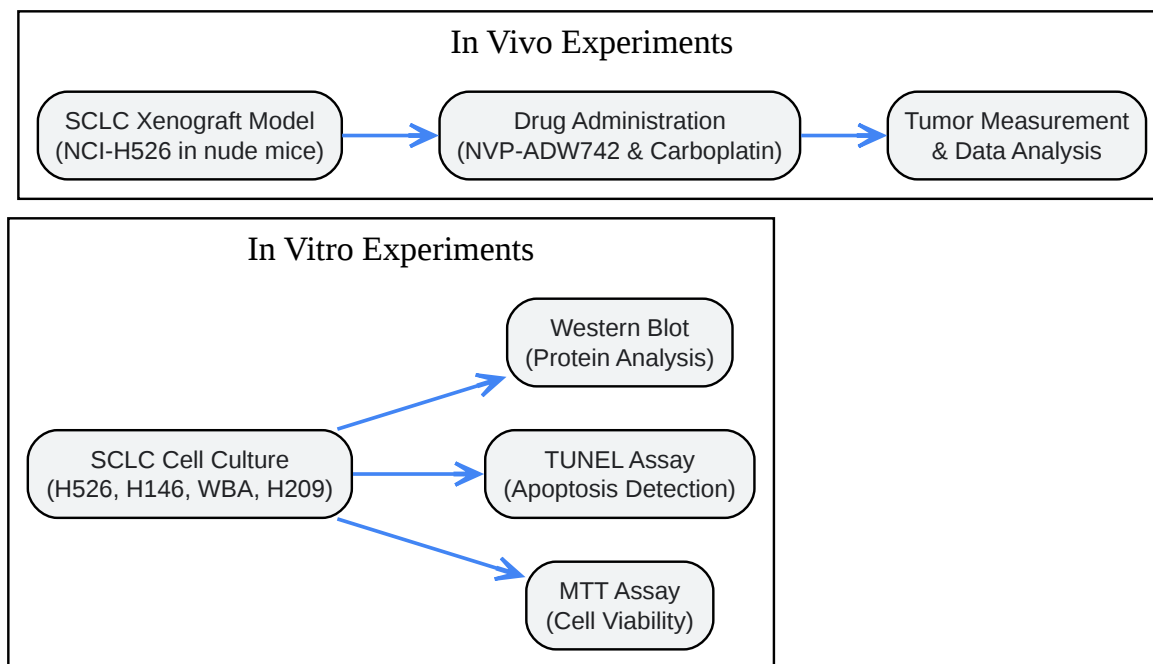 In Vivo Experiments
SCLC Xenograft Model
(NCI-H526 in nude mice)
Drug Administration
(NVP-ADW742 & Carboplatin)
Tumor Measurement
& Data Analysis
In Vitro Experiments
Western Blot
(Protein Analysis)
SCLC Cell Culture
(H526, H146, WBA, H209)
TUNEL Assay
(Apoptosis Detection)
MTT Assay
(Cell Viability)